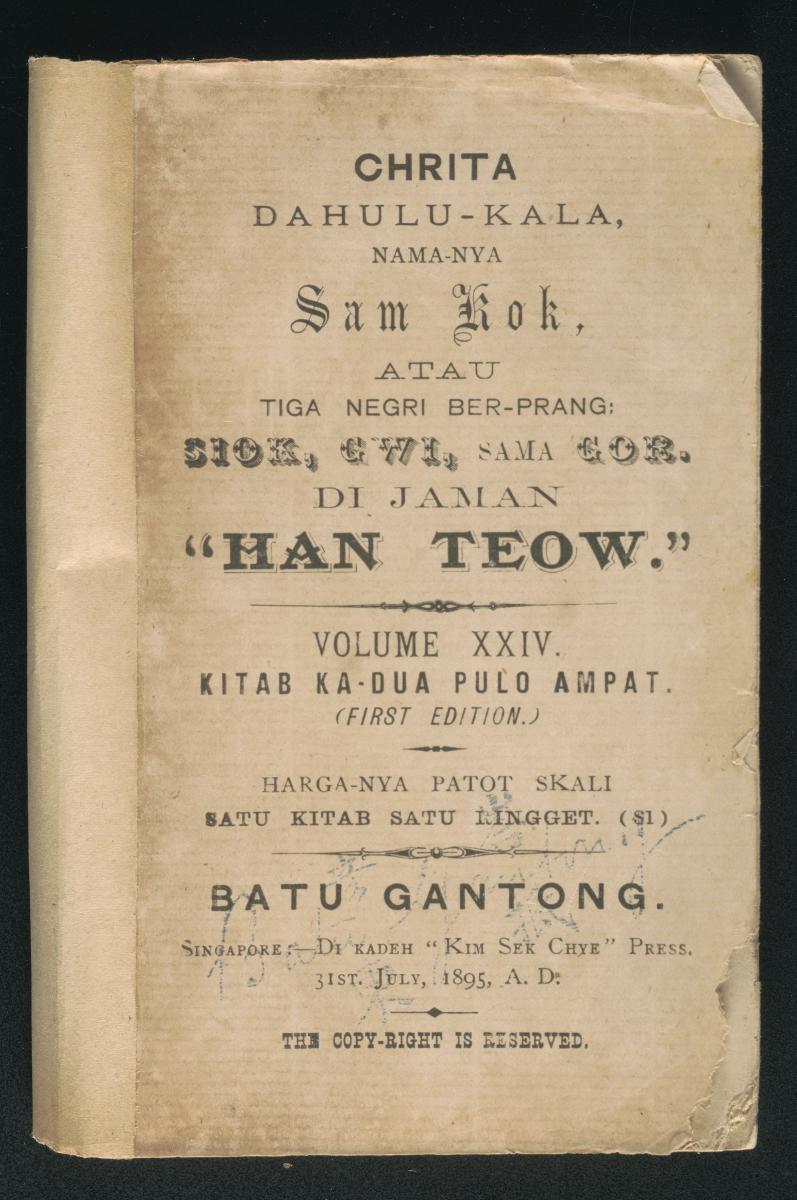 CHRITA
DAHULU-KALA,
NAMA-NYA
Sam Kok,
ATAU
TIGA NEGRI BER-PRANG:
SIOK, GWI, SAMA GOR.
DI JAMAN
"HAN TEOW."
VOLUME XXIV.
KITAB KA-DUA PULO AMPAT.
(FIRST EDITION.)
HARGA-NYA PATOT SKALI
SATU KITAB SATU RINGGET. ($1)
BATU GANTONG.
SINGAPORE:—DI KADEH "KIM SEK CHYE" PRESS.
31ST. JULY, 1895, A. D.
THE COPY-RIGHT IS RESERVED.